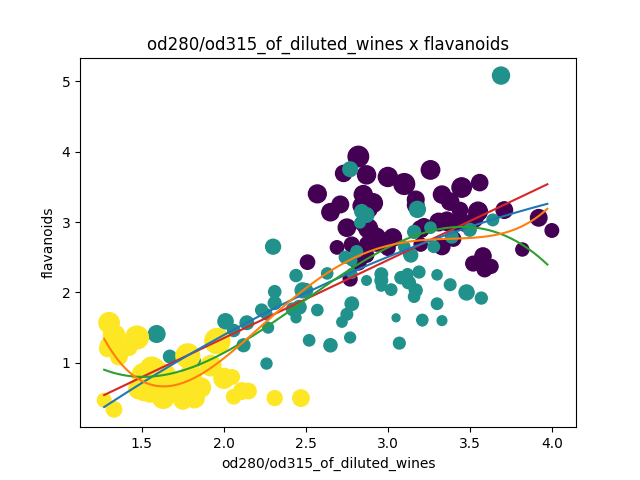 od280/od315_of_diluted_wines x flavanoids
flavanoids
5
4
3
2
1
1.5 2.0 2.5 3.0 3.5 4.0
od280/od315_of_diluted_wines